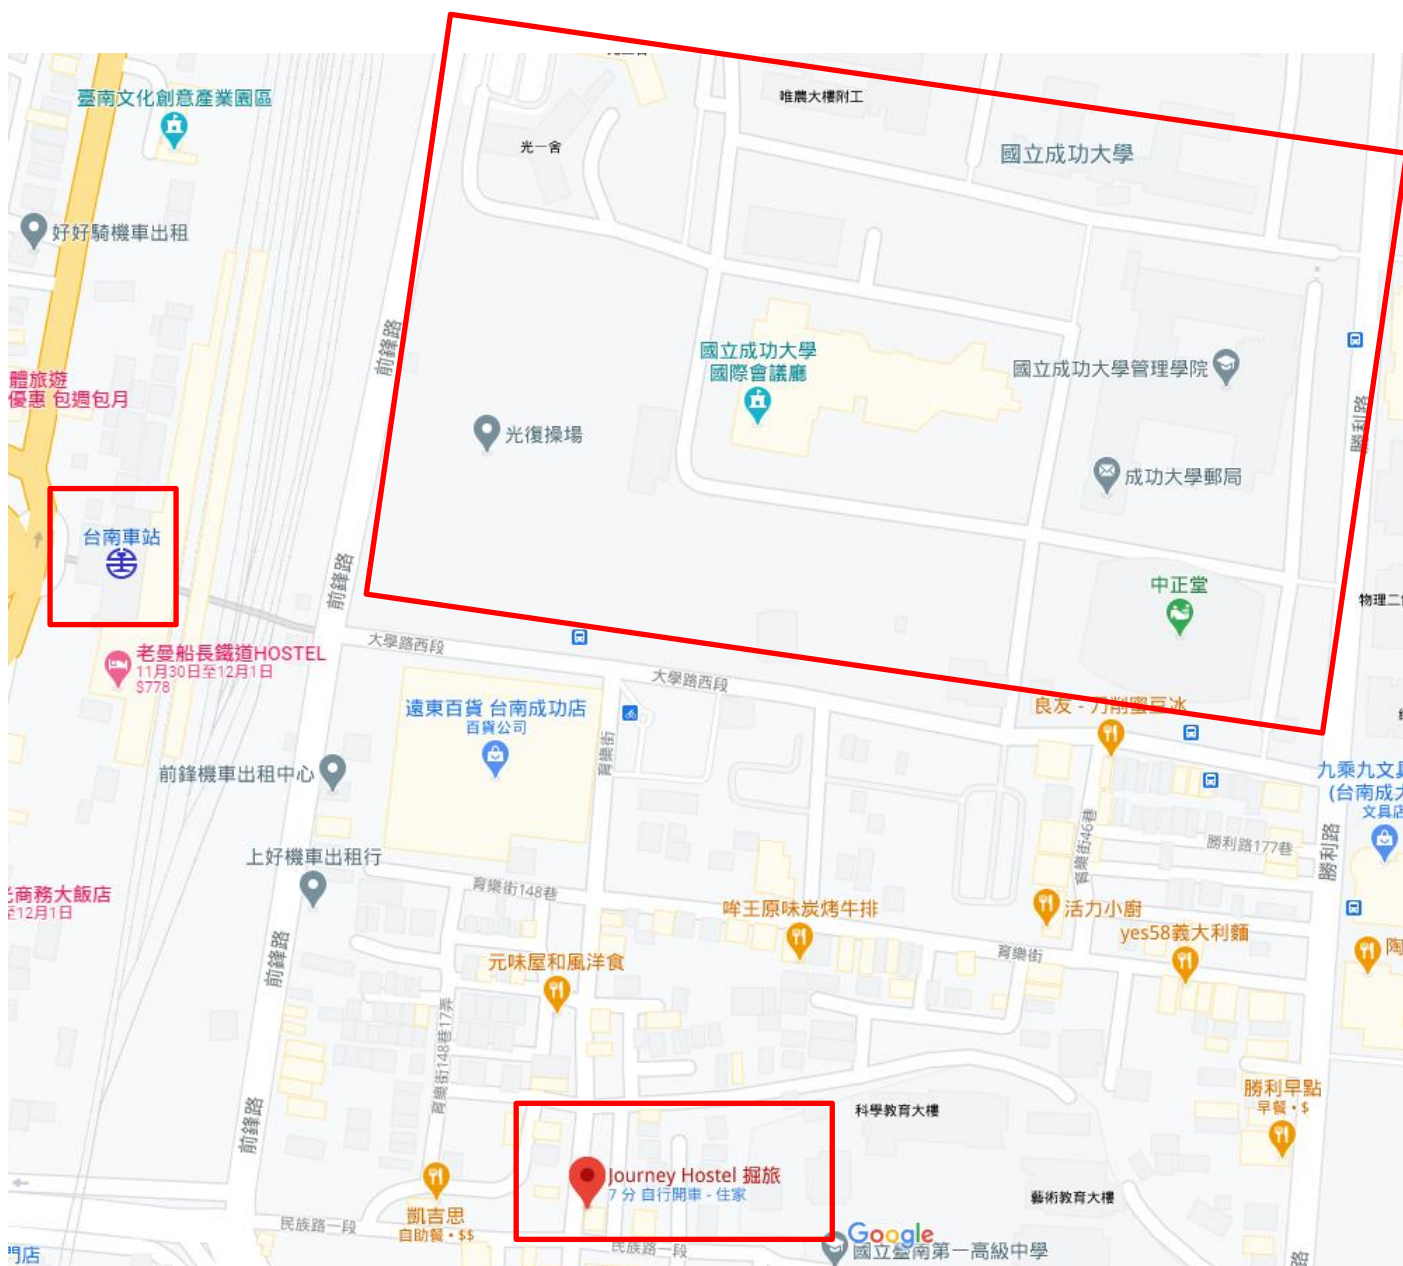 唯農大樓附工
臺南文化創意產業園區
光一舍
國立成功大學
好好騎機車出租
前鋒路
國立成功大學
國際會議廳
國立成功大學管理學院
體旅遊
優惠 包週包月
勝利路
光復操場
成功大學郵局
台南車站
前鋒路
中正堂
物理二
大學路西段
老曼船長鐵道HOSTEL
11月30日至12月1日
$778
大學路西段
遠東百貨 台南成功店
百貨公司
良友 - 刀削蜜豆冰
育樂街
前鋒機車出租中心
九乘九文具
(台南成大
文具店
育樂街46巷
勝利路177巷
勝利路
上好機車出租行
育樂街148巷
商務大飯店
至12月1日
哞王原味炭烤牛排
活力小廚
yes58義大利麵
陶
育樂街
前鋒路
元味屋和風洋食
育樂街148巷17弄
勝利早點
早餐・$
前鋒路
科學教育大樓
Journey Hostel 掘旅
7 分 自行開車 - 住家
藝術教育大樓
凱吉思
自助餐・$$
民族路一段
民族路一段
Google
國立臺南第一高級中學
門店
路